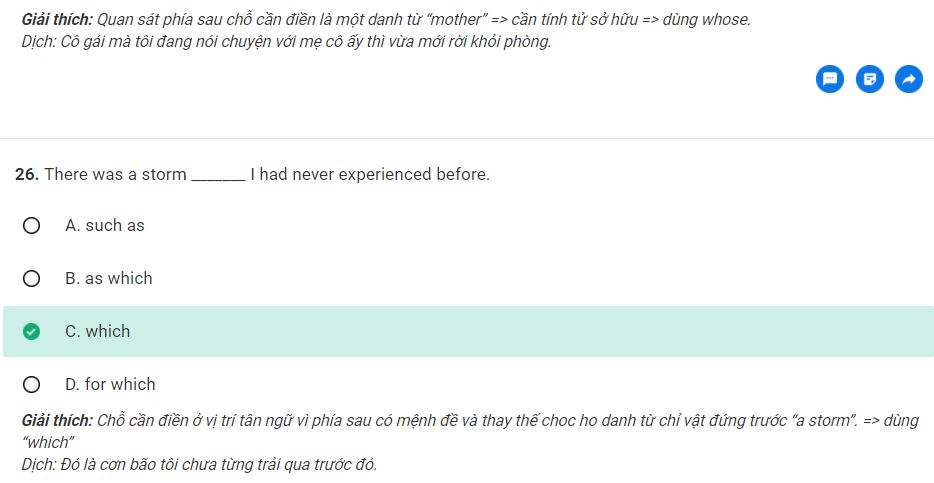 Giải thích: Quan sát phía sau chỗ cần điền là một danh từ “mother” => cần tính tử sở hữu => dùng whose.
Dịch: Cô gái mà tôi đang nói chuyện với mẹ cô ấy thì vừa mới rời khỏi phòng.
26. There was a storm _______ I had never experienced before.
A. such as
B. as which
C. which
D. for which
Giải thích: Chỗ cần điền ở vị trí tân ngữ vì phía sau có mệnh đề và thay thế choc ho danh từ chỉ vật đứng trước “a storm”. => dùng
“which”
Dịch: Đó là cơn bão tôi chưa từng trải qua trước đó.